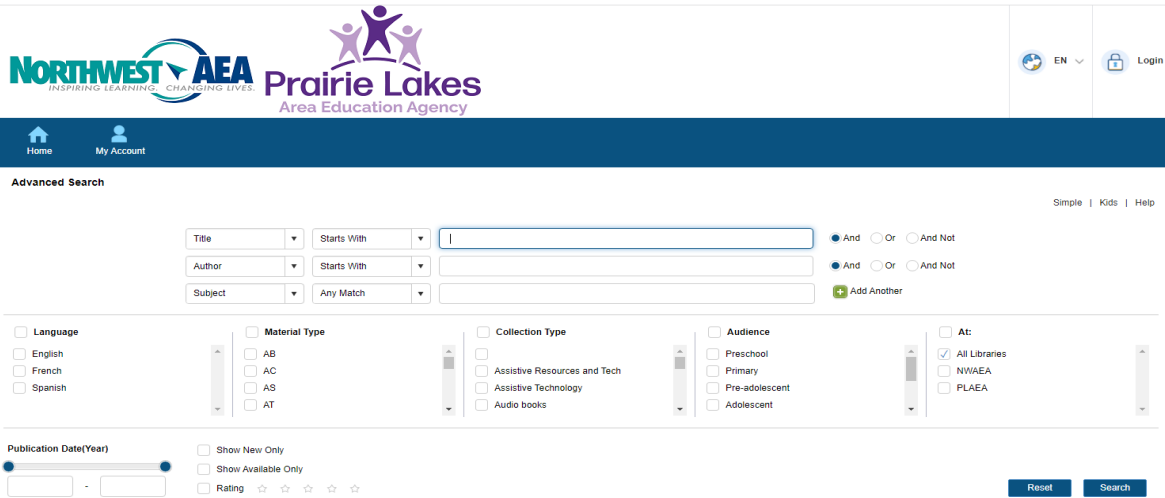 NORTHWEST AEA
INSPIRING LEARNING. CHANGING LIVES.
Prairie Lakes
Area Education Agency
EN
Login
Home
My Account
Advanced Search
Simple | Kids | Help
Title Starts With And Or And Not
Author Starts With And Or And Not
Subject Any Match Add Another
Language
English
French
Spanish
Material Type
AB
AC
AS
AT
Collection Type
Assistive Resources and Tech
Assistive Technology
Audio books
Audience
Preschool
Primary
Pre-adolescent
Adolescent
At:
All Libraries
NWAEA
PLAEA
Publication Date(Year)
-
Show New Only
Show Available Only
Rating
Reset
Search